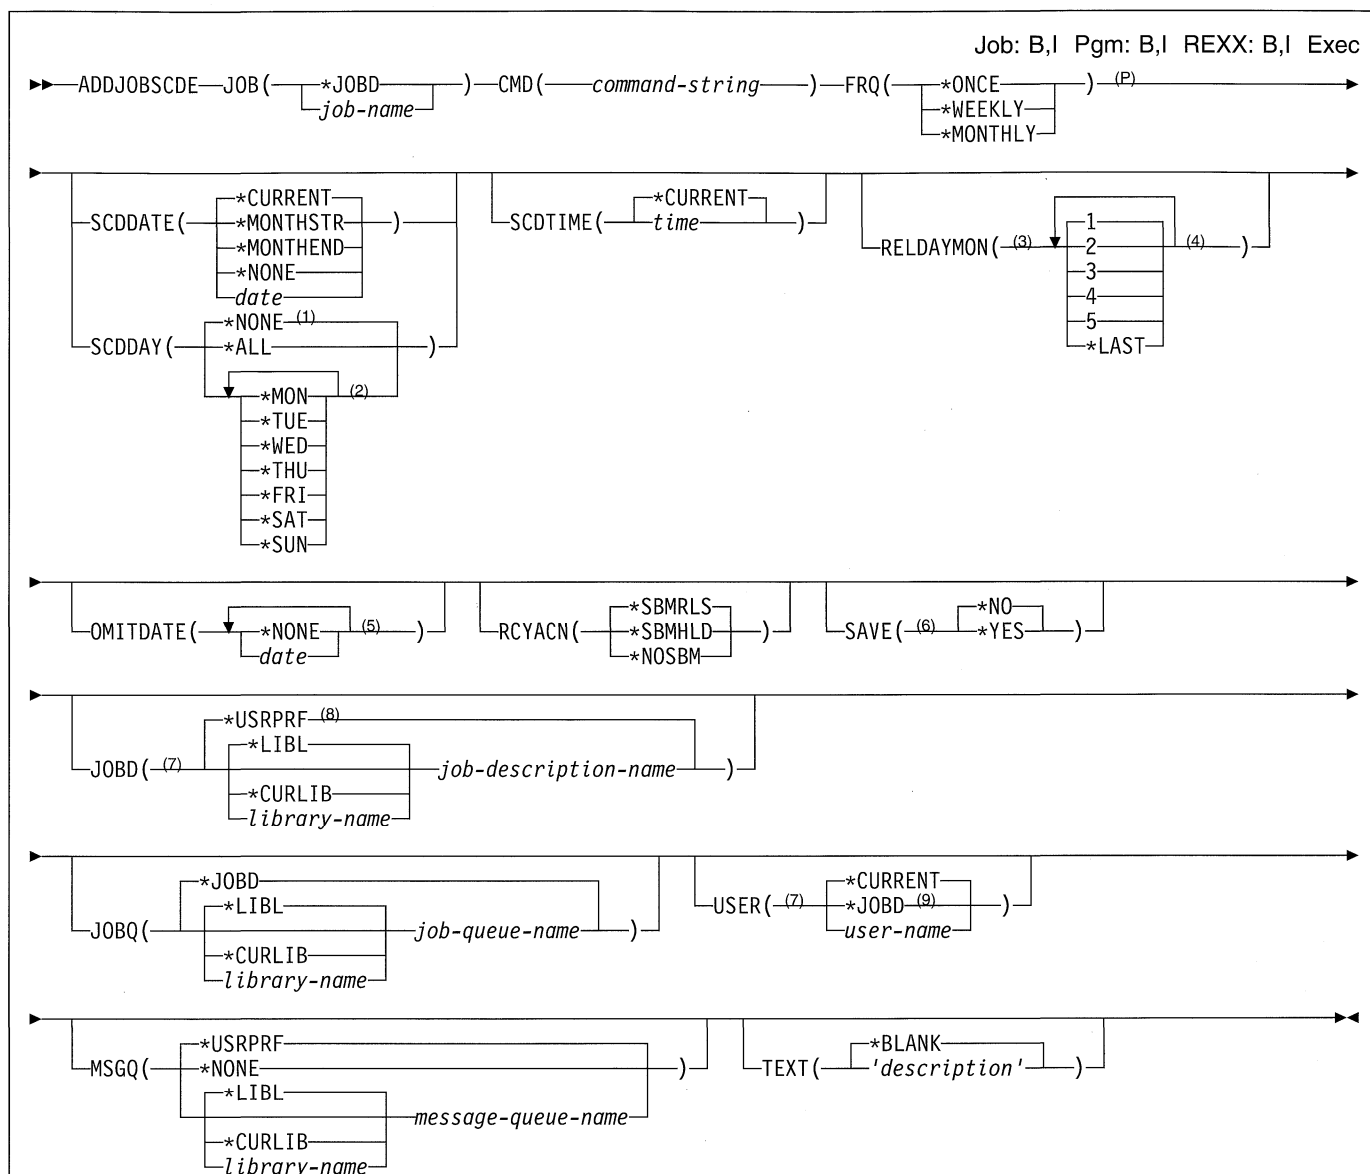 Job: B,I Pgm: B,I REXX: B,I Exec
ADDJOBSCDE JOB( *JOBD ) CMD( command-string ) FRQ( *ONCE ) (P)
job-name *WEEKLY
*MONTHLY
SCDDATE( *CURRENT
*MONTHSTR )
*MONTHEND
*NONE
date
SCDDAY( *NONE (1)
*ALL )
*MON (2)
*TUE
*WED
*THU
*FRI
*SAT
*SUN
SCDTIME( *CURRENT
time )
RELDAYMON( (3) 1
2 (4) )
3
4
5
*LAST
OMITDATE( *NONE (5) )
date
RCYACN( *SBMRLS
*SBMHLD )
*NOSBM
SAVE( (6) *NO
*YES )
JOBD( (7) *USRPRF (8)
*LIBL
job-description-name )
*CURLIB
library-name
JOBQ( *JOBD
*LIBL
job-queue-name )
*CURLIB
library-name
USER( (7) *CURRENT
*JOBD (9) )
user-name
MSGQ( *USRPRF
*NONE )
*LIBL
message-queue-name
*CURLIB
library-name
TEXT( *BLANK
'description' )